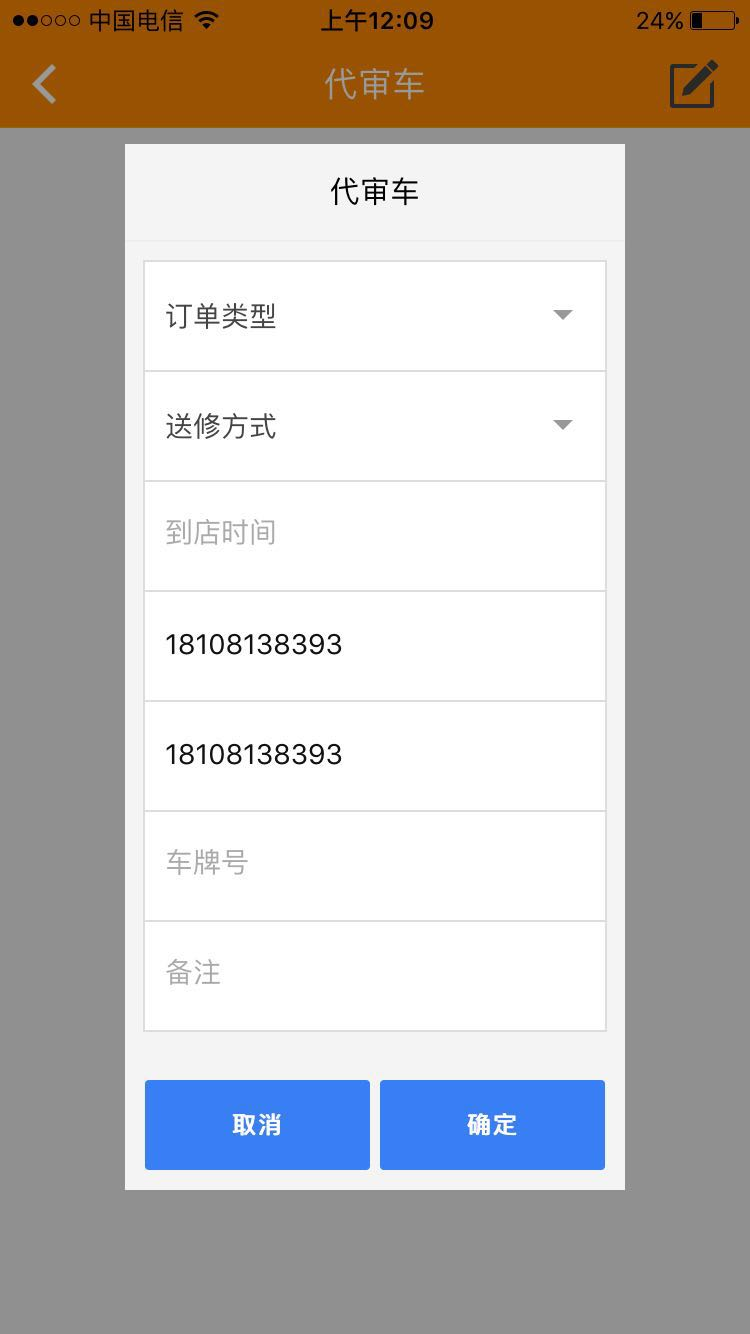 中国电信 上午12:09 24%
代审车
代审车
订单类型
送修方式
到店时间
18108138393
18108138393
车牌号
备注
取消 确定